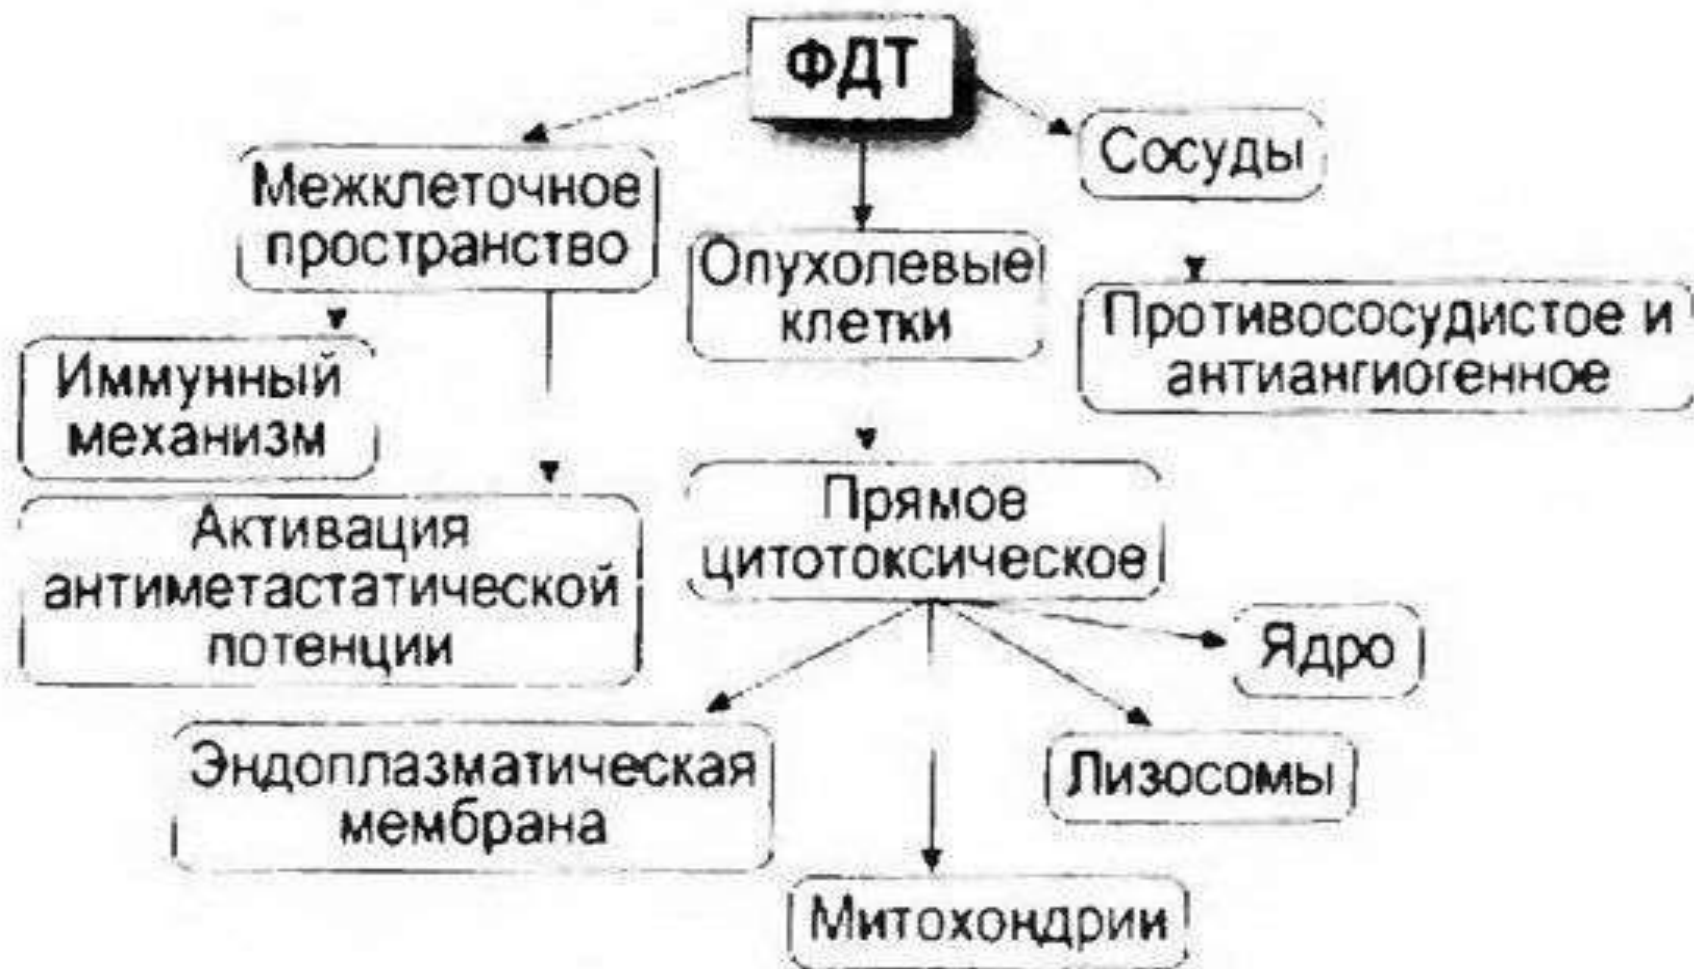 ФДТ
Межклеточное
пространство
Сосуды
Опухолевые
клетки
Иммунный
механизм
Противососудистое и
антиангиогенное
Активация
антиметастатической
потенции
Прямое
цитотоксическое
Ядро
Эндоплазматическая
мембрана
Лизосомы
Митохондрии